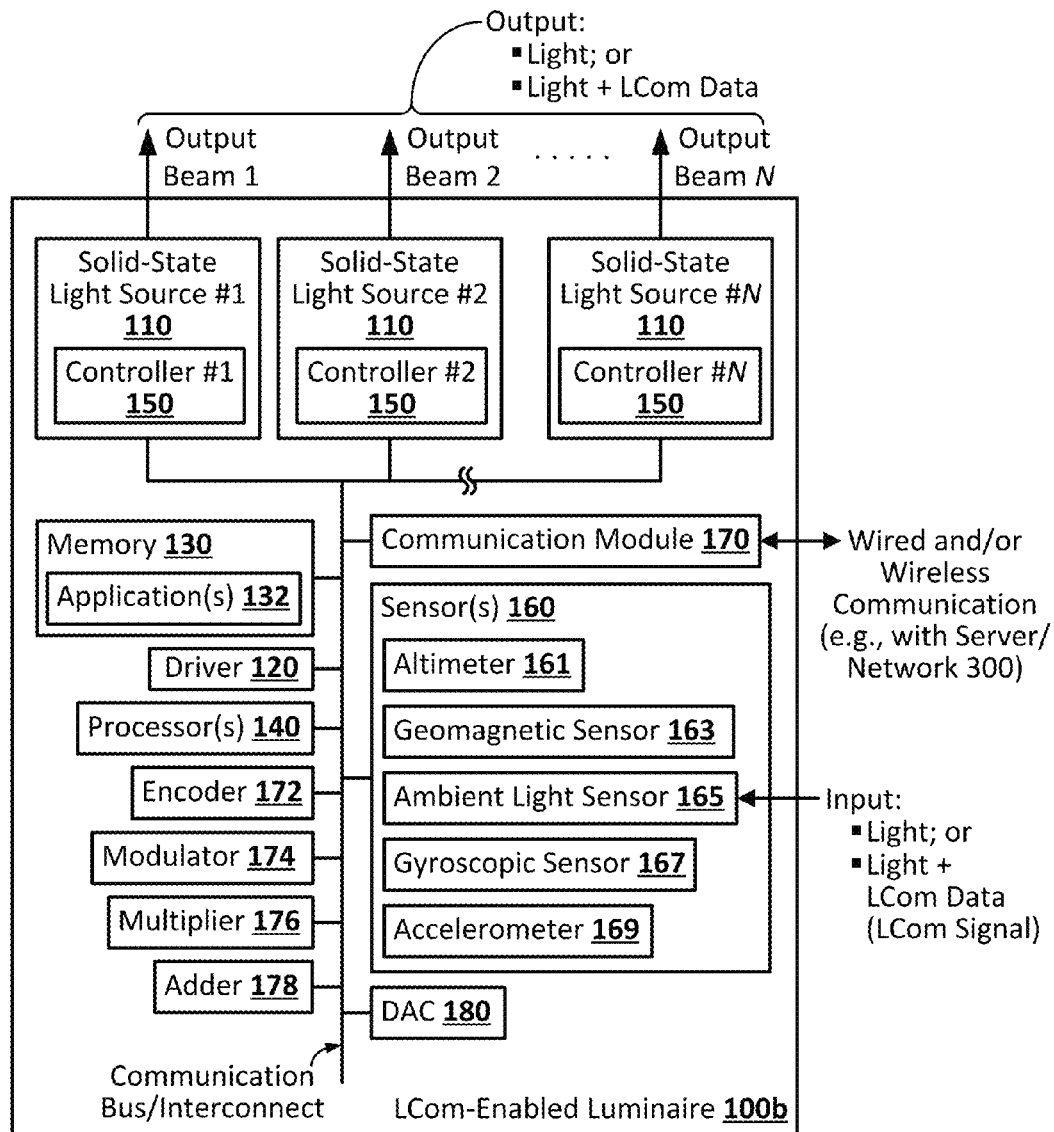 Output:
▪ Light; or
▪ Light + LCom Data
Output
Beam 1
Output
Beam 2
. . . . .
Output
Beam N
Solid-State
Light Source #1
110
Controller #1
150
Solid-State
Light Source #2
110
Controller #2
150
Solid-State
Light Source #N
110
Controller #N
150
Memory 130
Application(s) 132
Driver 120
Processor(s) 140
Encoder 172
Modulator 174
Multiplier 176
Adder 178
Communication
Bus/Interconnect
Communication Module 170
Sensor(s) 160
Altimeter 161
Geomagnetic Sensor 163
Ambient Light Sensor 165
Gyroscopic Sensor 167
Accelerometer 169
DAC 180
LCom-Enabled Luminaire 100b
Wired and/or
Wireless
Communication
(e.g., with Server/
Network 300)
Input:
▪ Light; or
▪ Light +
LCom Data
(LCom Signal)